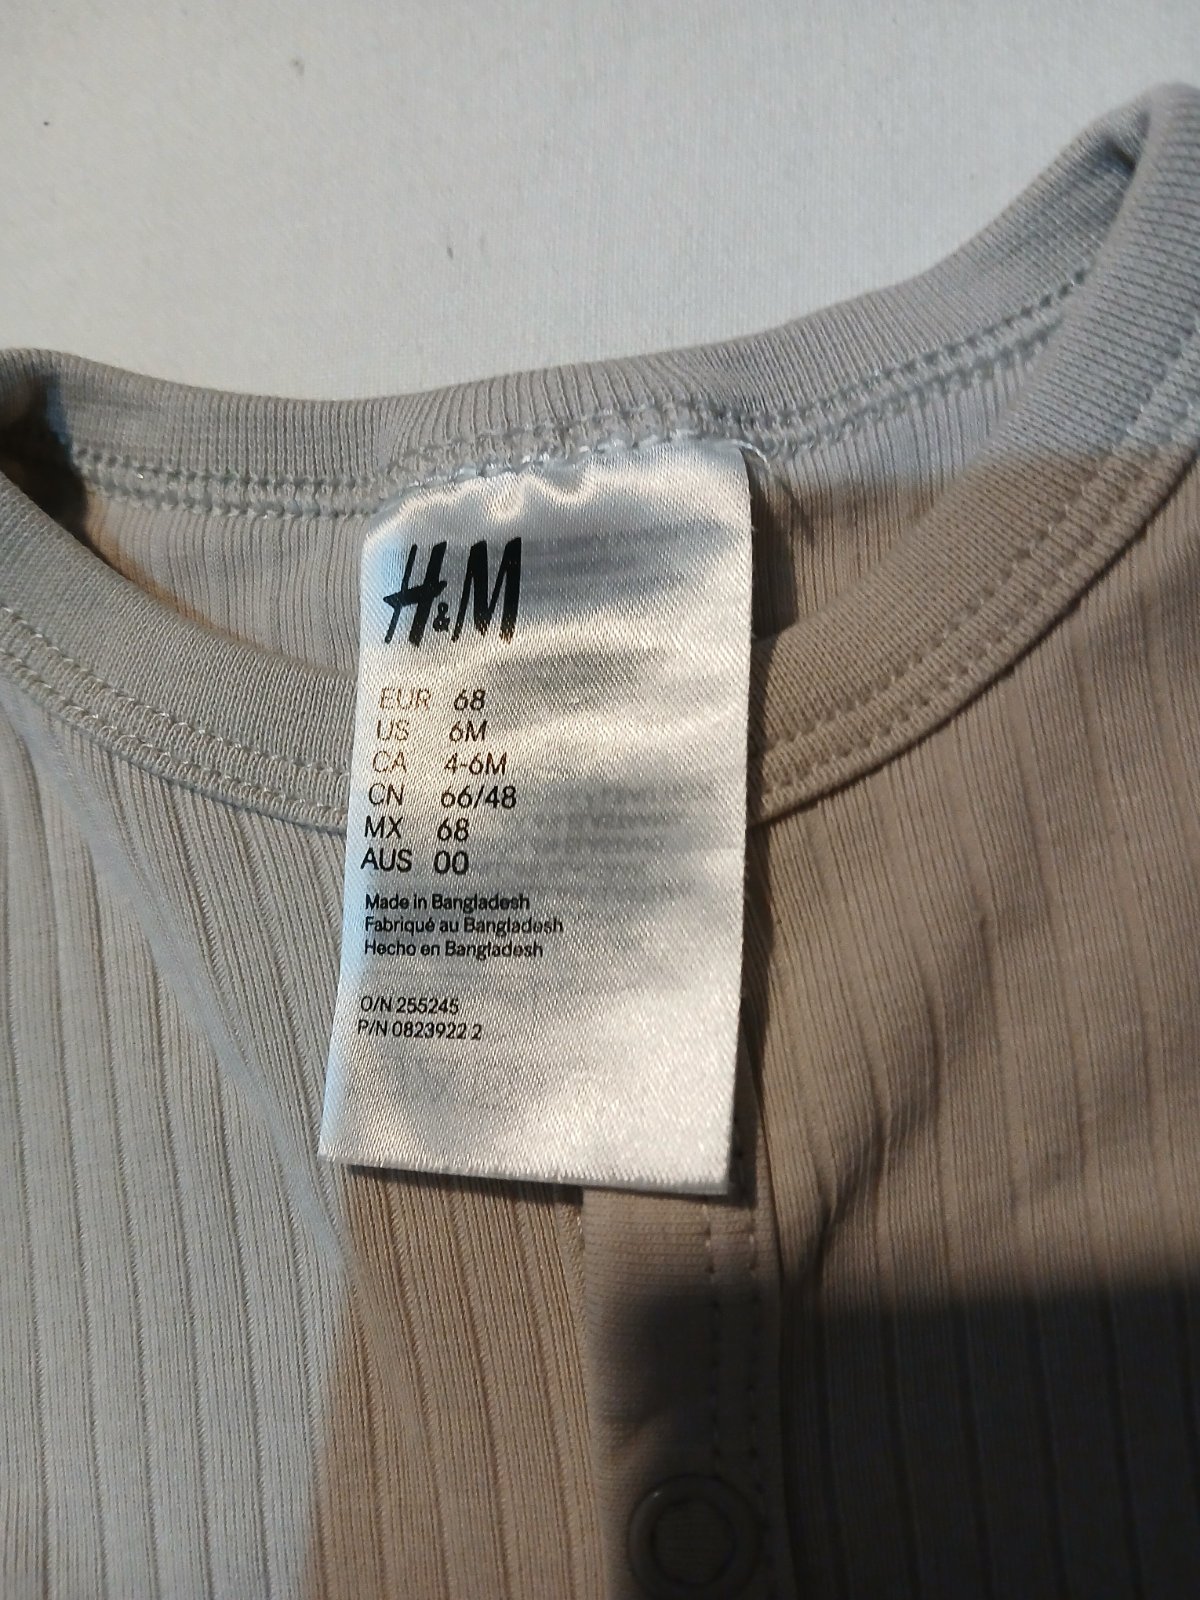 H&M
EUR 68
US 6M
CA 4-6M
CN 66/48
MX 68
AUS 00
Made in Bangladesh
Fabriqué au Bangladesh
Hecho en Bangladesh
O/N 255245
P/N 0823922 2